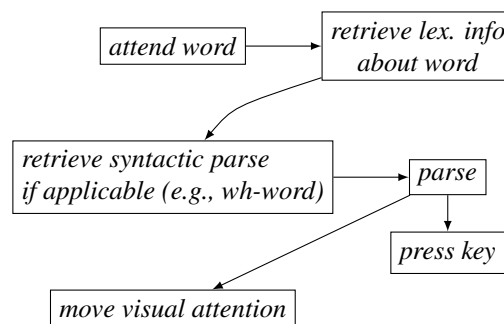 attend word
retrieve lex. info
about word
retrieve syntactic parse
if applicable (e.g., wh-word)
parse
press key
move visual attention